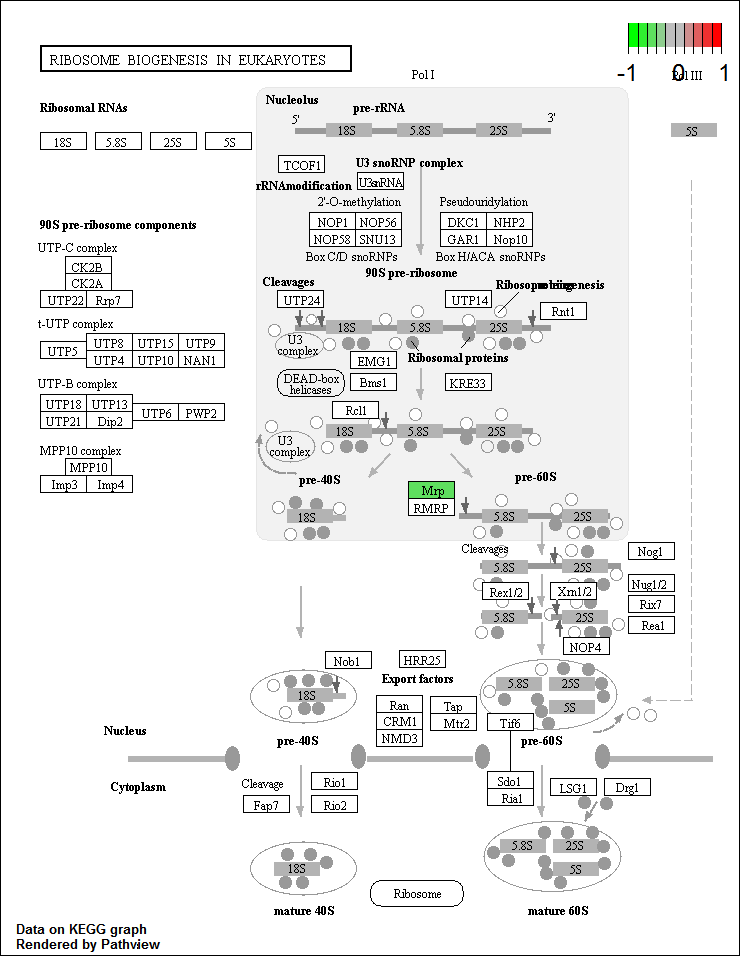 RIBOSOME BIOGENESIS IN EUKARYOTES
-1 0 1
Pol I
Pol III
Ribosomal RNAs
18S 5.8S 25S 5S
Nucleolus
pre-rRNA
5' 3'
18S 5.8S 25S
5S
TCOF1
U3 snoRNP complex
U3snRNA
rRNAmodification
2'-O-methylation
Pseudouridylation
NOP1 NOP56
NOP58 SNU13
DKC1 NHP2
GAR1 Nop10
Box C/D snoRNPs
Box H/ACA snoRNPs
90S pre-ribosome components
UTP-C complex
CK2B
CK2A
UTP22 Rrp7
t-UTP complex
UTP5
UTP8 UTP15 UTP9
UTP4 UTP10 NAN1
UTP-B complex
UTP18 UTP13
UTP21 Dip2
UTP6 PWP2
MPP10 complex
MPP10
Imp3 Imp4
90S pre-ribosome
Cleavages
UTP24
UTP14
Rnt1
18S 5.8S 25S
U3
complex
Ribosomal proteins
EMG1
Bms1
DEAD-box
helicases
KRE33
Rcl1
18S 5.8S 25S
U3
complex
pre-40S
pre-60S
Mrp
RMRP
18S
5.8S 25S
Cleavages
Nog1
5.8S 25S
Rex1/2
Xrn1/2
Nug1/2
Rix7
Rea1
5.8S 25S
NOP4
Nob1
HRR25
Export factors
Ran
CRM1
NMD3
Tap
Mtr2
Tif6
18S
5.8S 25S
5S
pre-40S
pre-60S
Nucleus
Cytoplasm
Cleavage
Fap7
Rio1
Rio2
Sdo1
Ria1
LSG1
Drg1
18S
5.8S 25S
5S
Ribosome
mature 40S
mature 60S
Data on KEGG graph
Rendered by Pathview